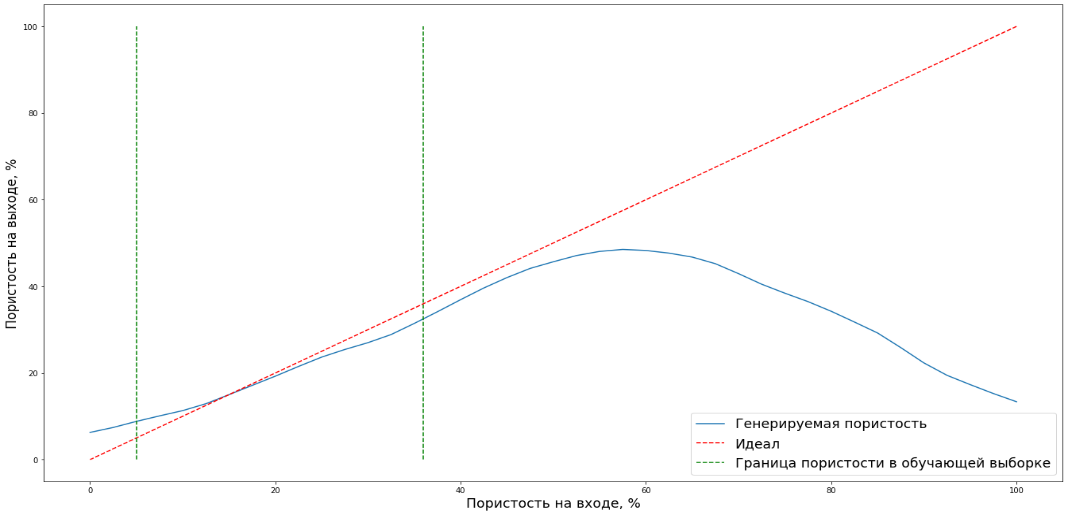 100
80
60
40
20
0
Пористость на выходе, %
0 20 40 60 80 100
Пористость на входе, %
Генерируемая пористость
Идеал
Граница пористости в обучающей выборке